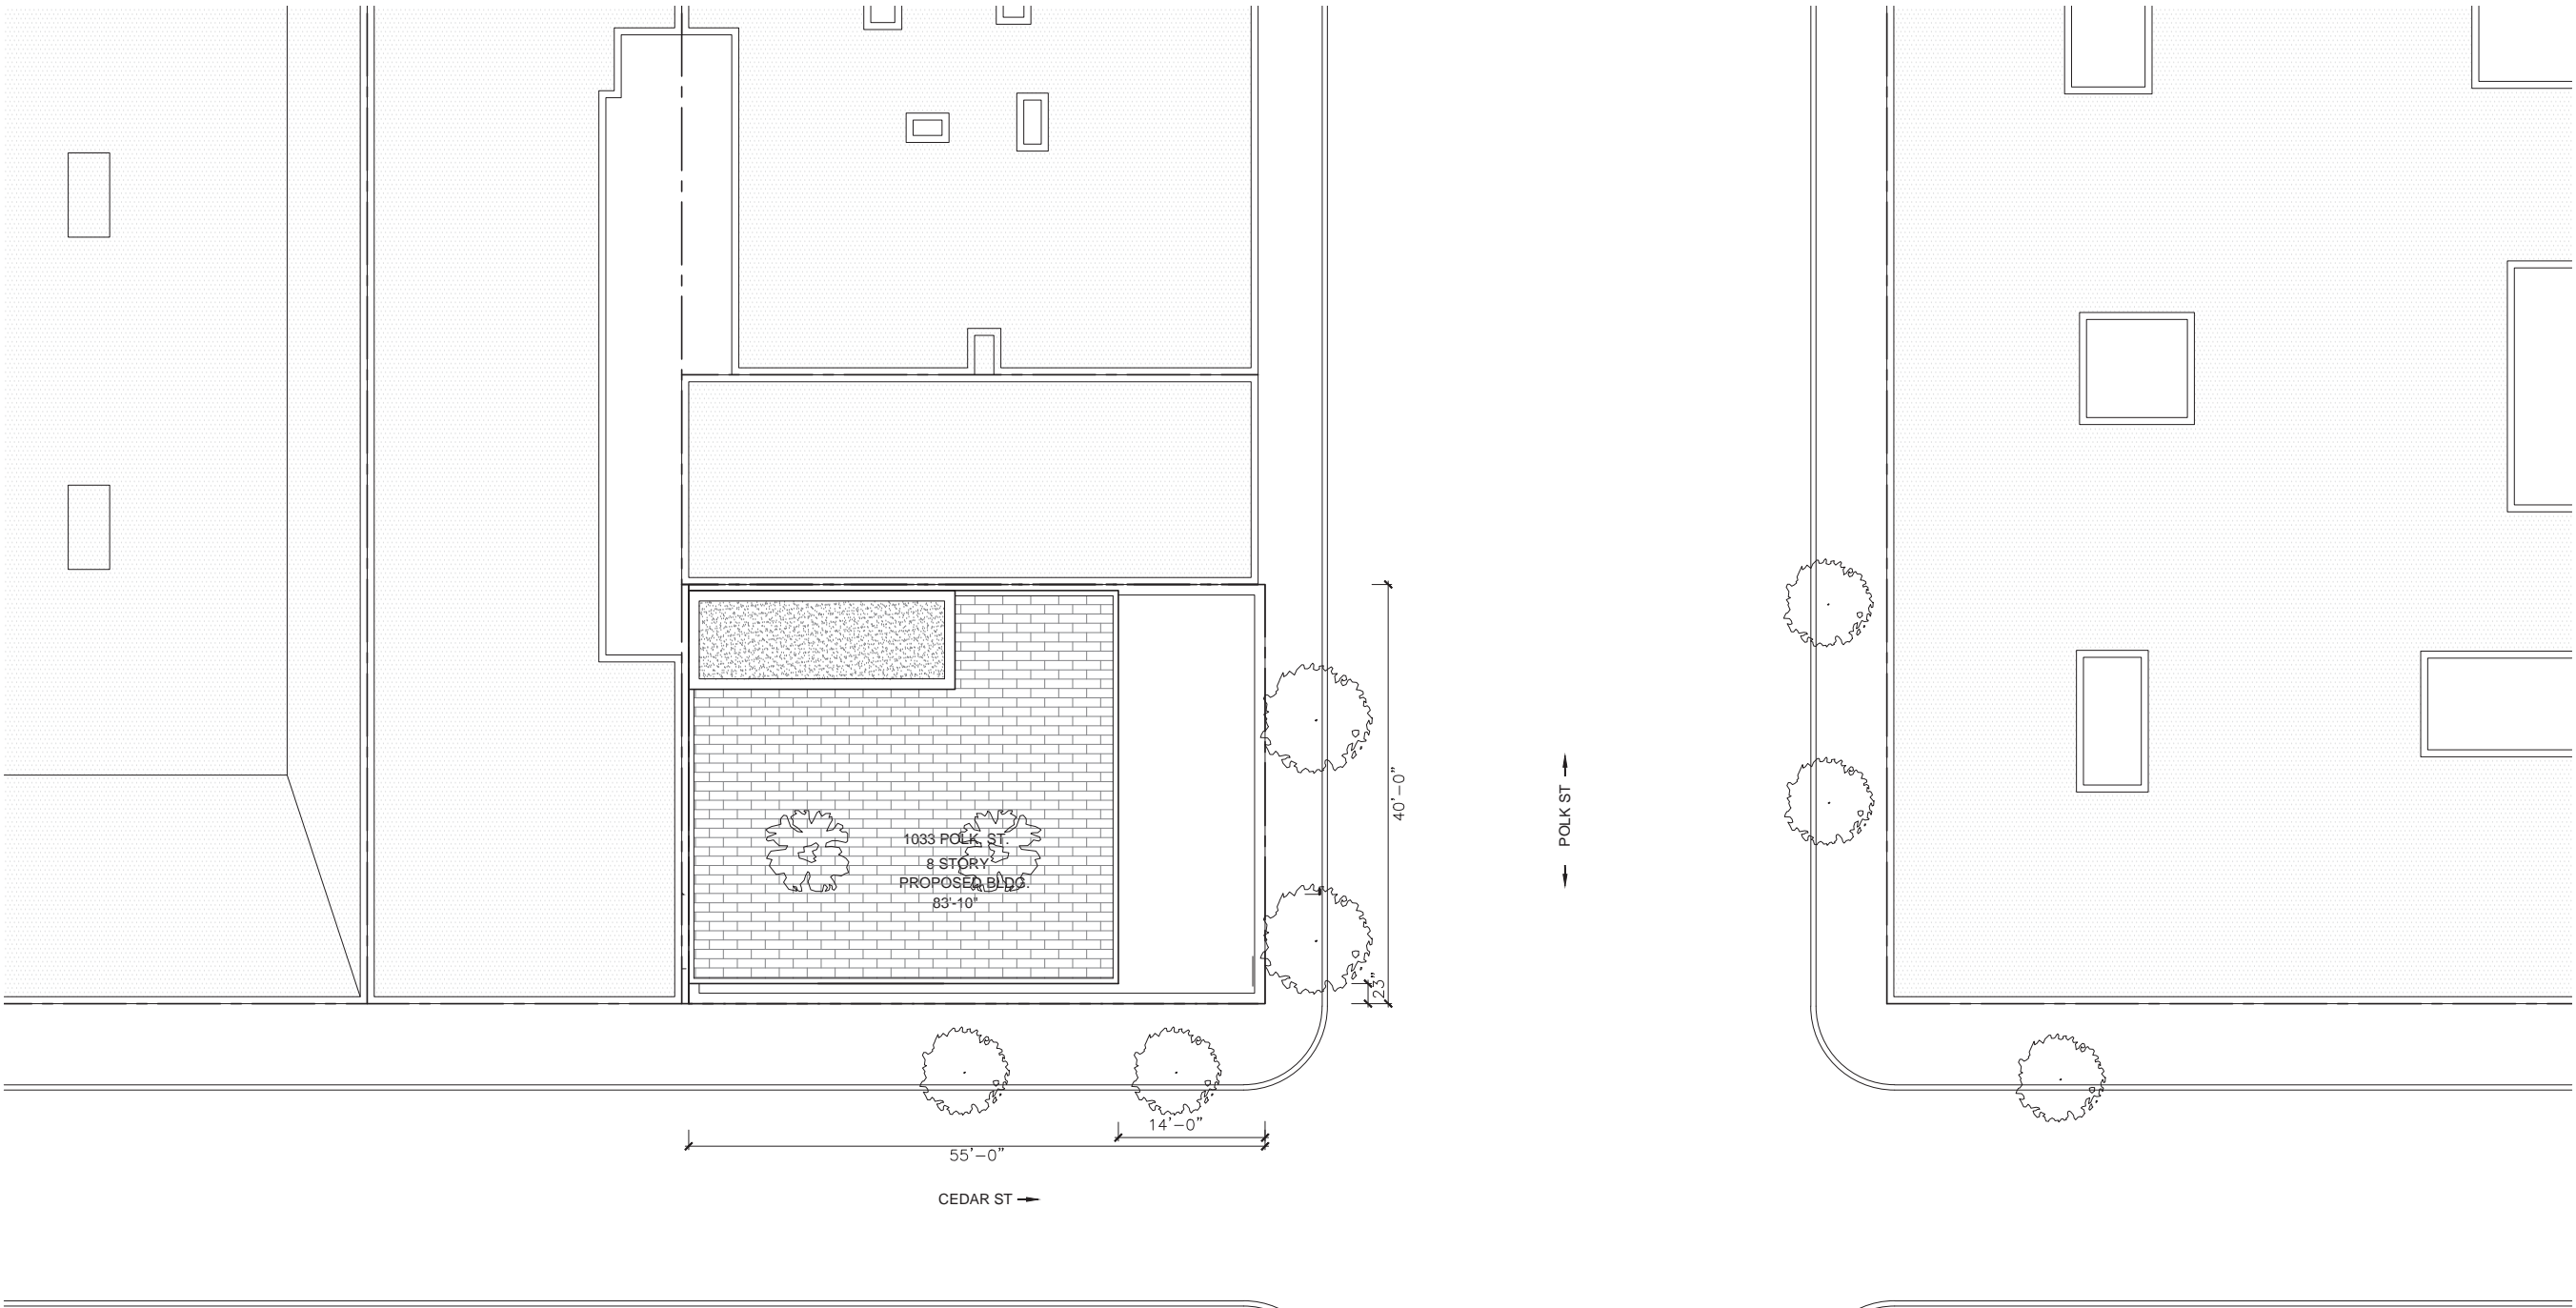 1033 POLK ST.
8 STORY
PROPOSED BLDG.
83'-10"
40'-0"
23"
POLK ST
14'-0"
55'-0"
CEDAR ST